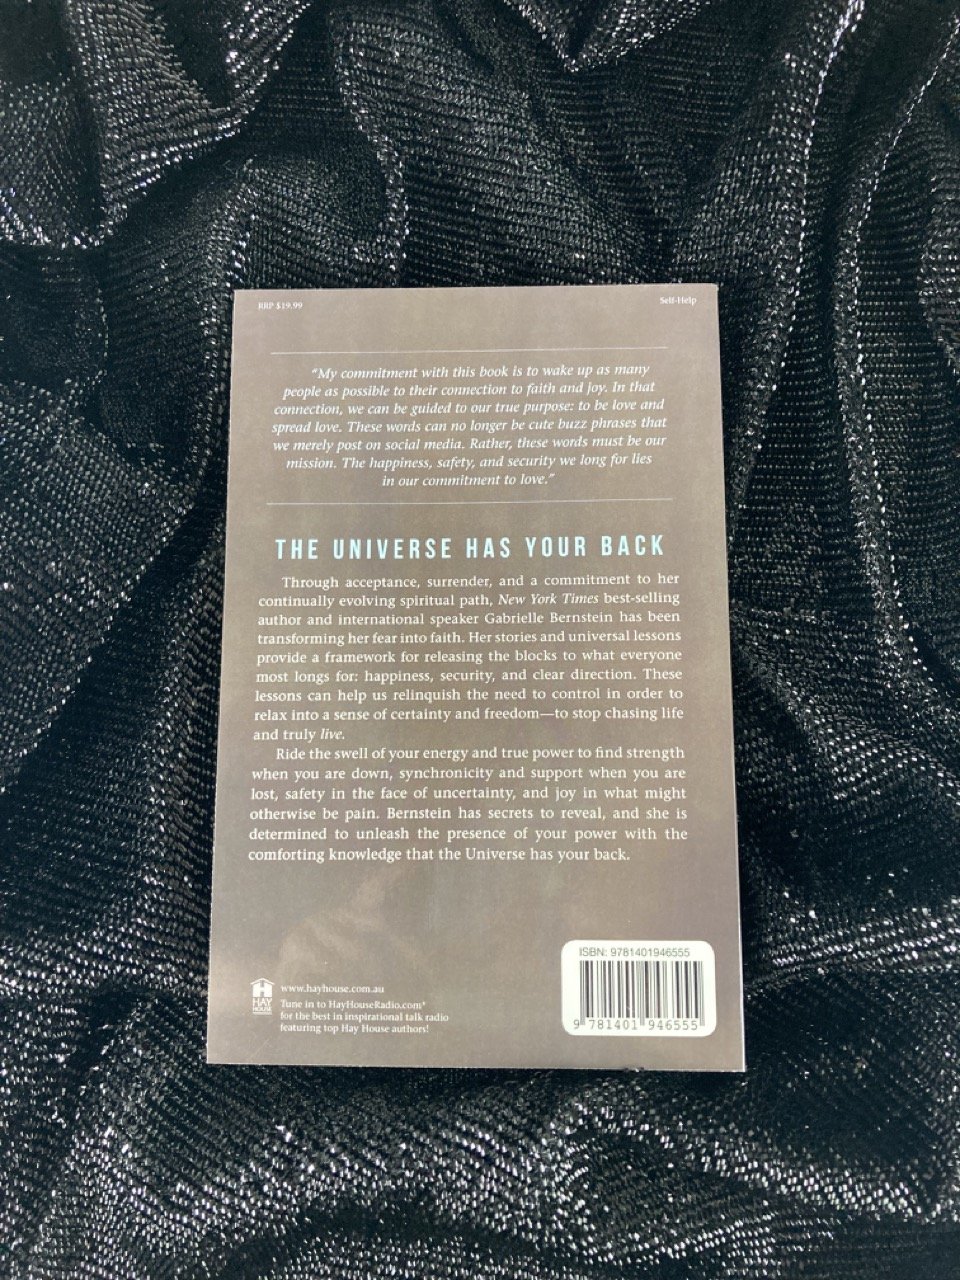 RRP $19.99
Self-Help
"My commitment with this book is to wake up as many
people as possible to their connection to faith and joy. In that
connection, we can be guided to our true purpose: to be love and
spread love. These words can no longer be cute buzz phrases that
we merely post on social media. Rather, these words must be our
mission. The happiness, safety, and security we long for lies
in our commitment to love."
THE UNIVERSE HAS YOUR BACK
Through acceptance, surrender, and a commitment to her
continually evolving spiritual path, New York Times best-selling
author and international speaker Gabrielle Bernstein has been
transforming her fear into faith. Her stories and universal lessons
provide a framework for releasing the blocks to what everyone
most longs for: happiness, security, and clear direction. These
lessons can help us relinquish the need to control in order to
relax into a sense of certainty and freedom—to stop chasing life
and truly live.
Ride the swell of your energy and true power to find strength
when you are down, synchronicity and support when you are
lost, safety in the face of uncertainty, and joy in what might
otherwise be pain. Bernstein has secrets to reveal, and she is
determined to unleash the presence of your power with the
comforting knowledge that the Universe has your back.
HAY
HOUSE
www.hayhouse.com.au
Tune in to HayHouseRadio.com®
for the best in inspirational talk radio
featuring top Hay House authors!
ISBN: 9781401946555
9 781401 946555